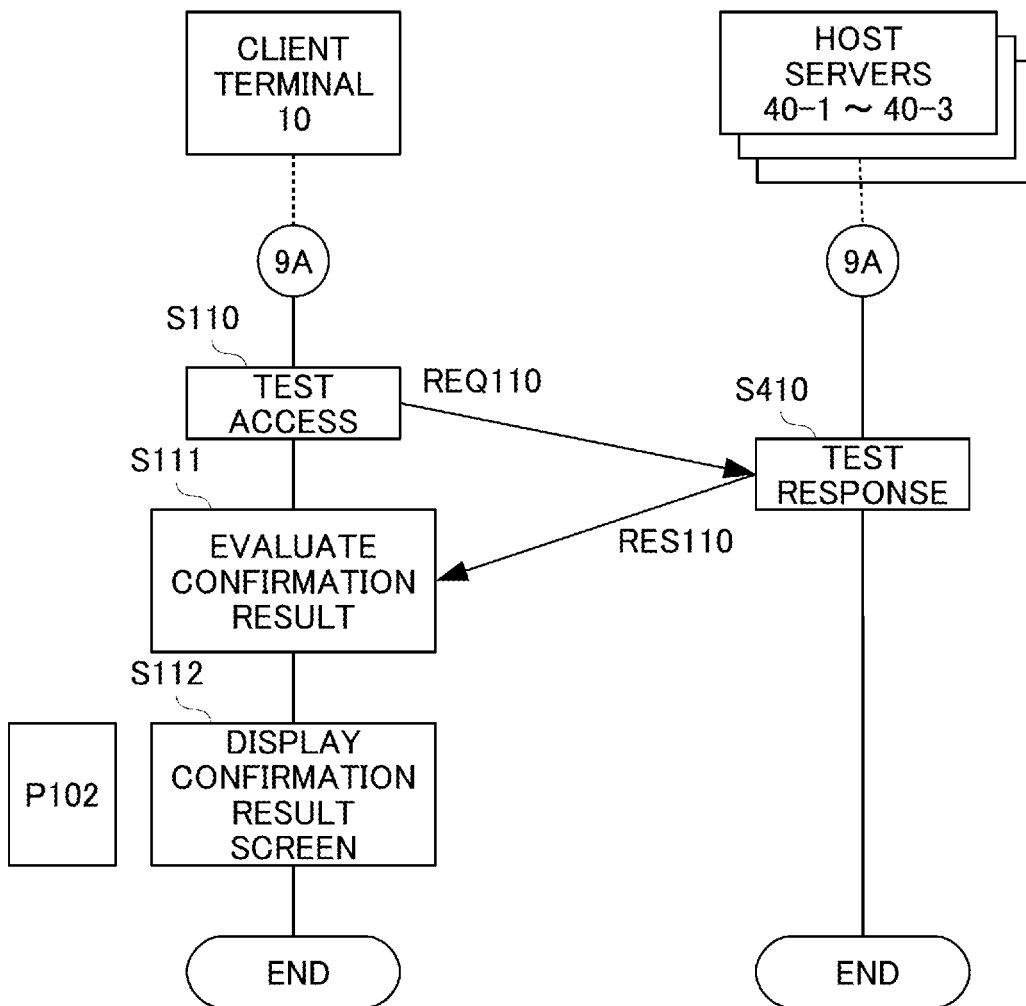 CLIENT
TERMINAL
10
HOST
SERVERS
40-1 ～ 40-3
9A
9A
S110
TEST
ACCESS
REQ110
S410
TEST
RESPONSE
S111
EVALUATE
CONFIRMATION
RESULT
RES110
S112
P102
DISPLAY
CONFIRMATION
RESULT
SCREEN
END
END